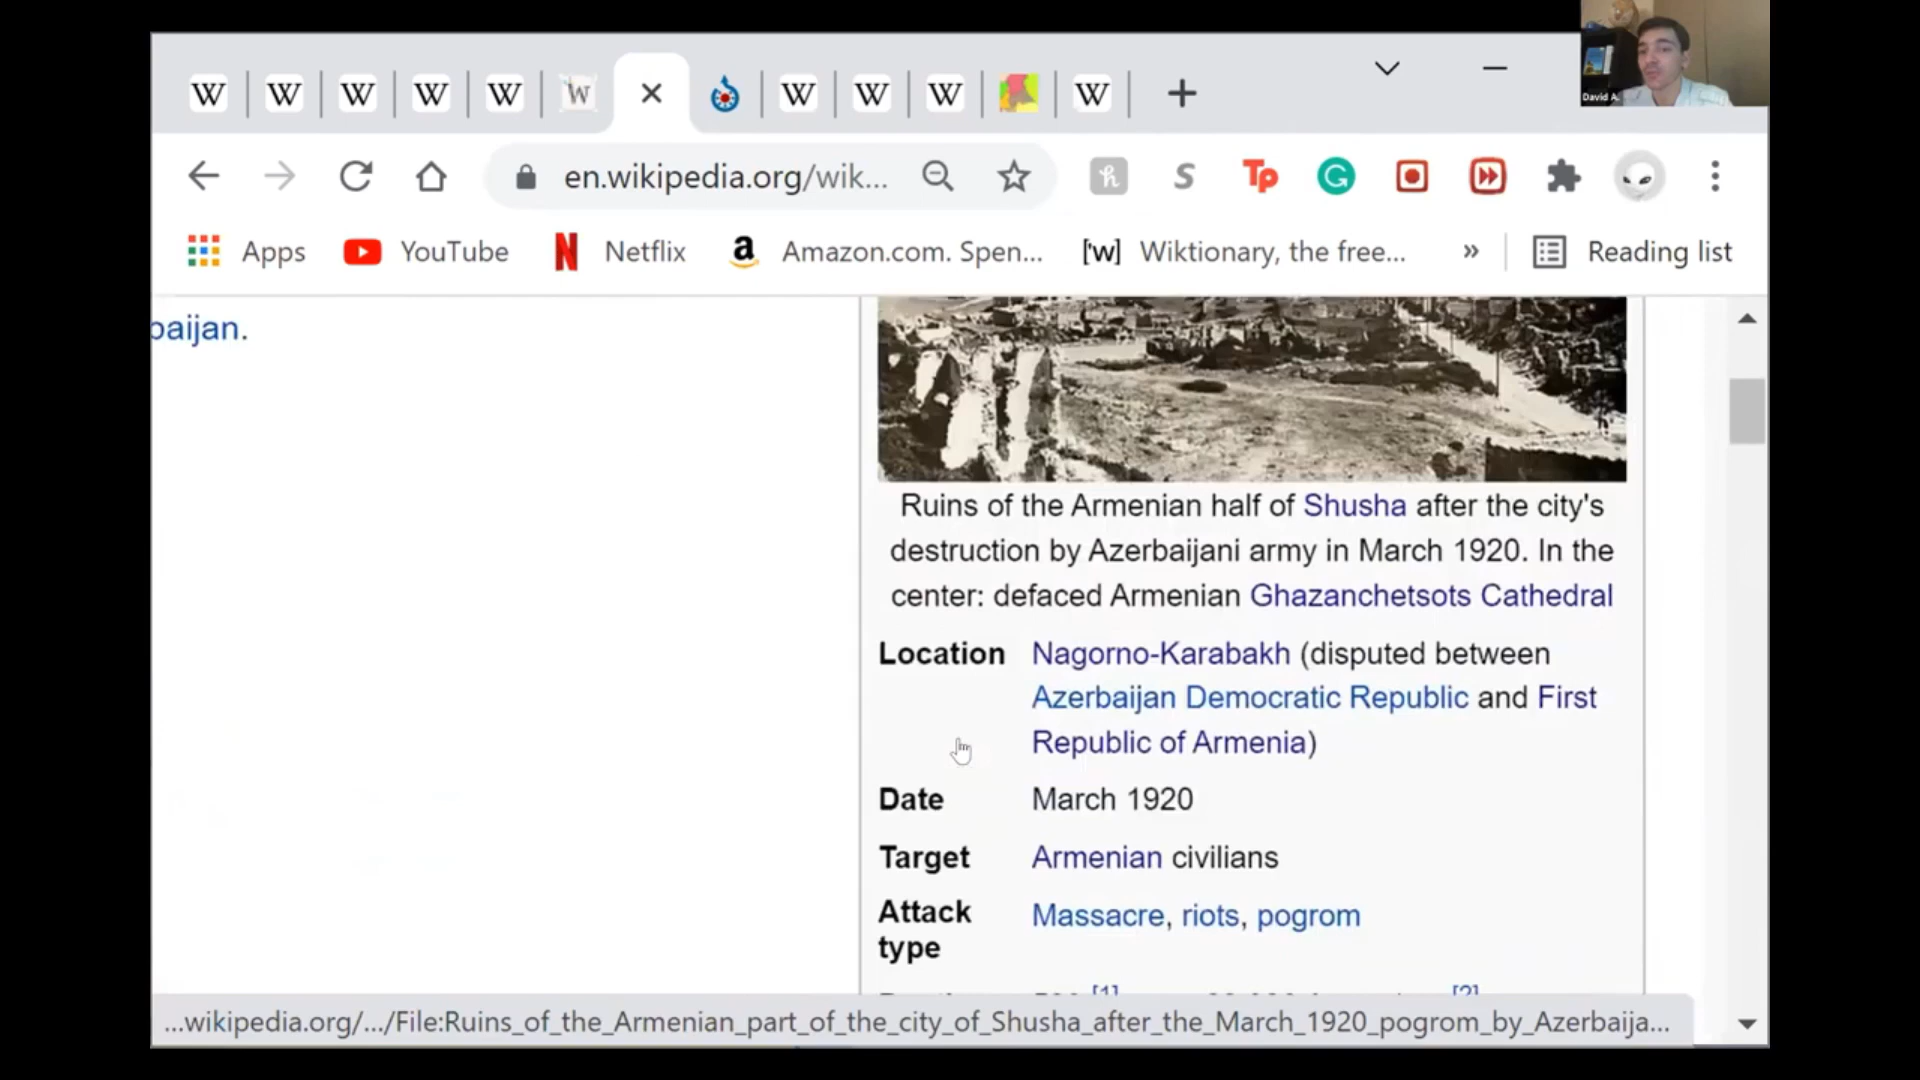 David A.
W W W W W W W W W W
en.wikipedia.org/wik...
Apps YouTube Netflix Amazon.com. Spen... ['w] Wiktionary, the free... » Reading list
baijan.
Ruins of the Armenian half of Shusha after the city's
destruction by Azerbaijani army in March 1920. In the
center: defaced Armenian Ghazanchetsots Cathedral
Location Nagorno-Karabakh (disputed between
Azerbaijan Democratic Republic and First
Republic of Armenia)
Date March 1920
Target Armenian civilians
Attack
type
Massacre, riots, pogrom
[1] [2]
...wikipedia.org/.../File:Ruins_of_the_Armenian_part_of_the_city_of_Shusha_after_the_March_1920_pogrom_by_Azerbaija...